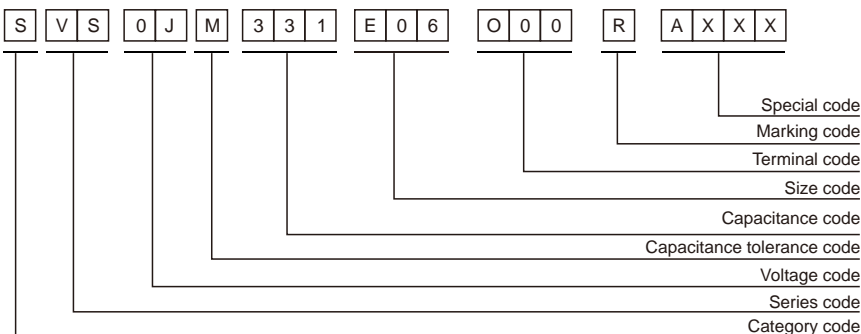 S V S 0 J M 3 3 1 E 0 6 O 0 0 R A X X X
Special code
Marking code
Terminal code
Size code
Capacitance code
Capacitance tolerance code
Voltage code
Series code
Category code